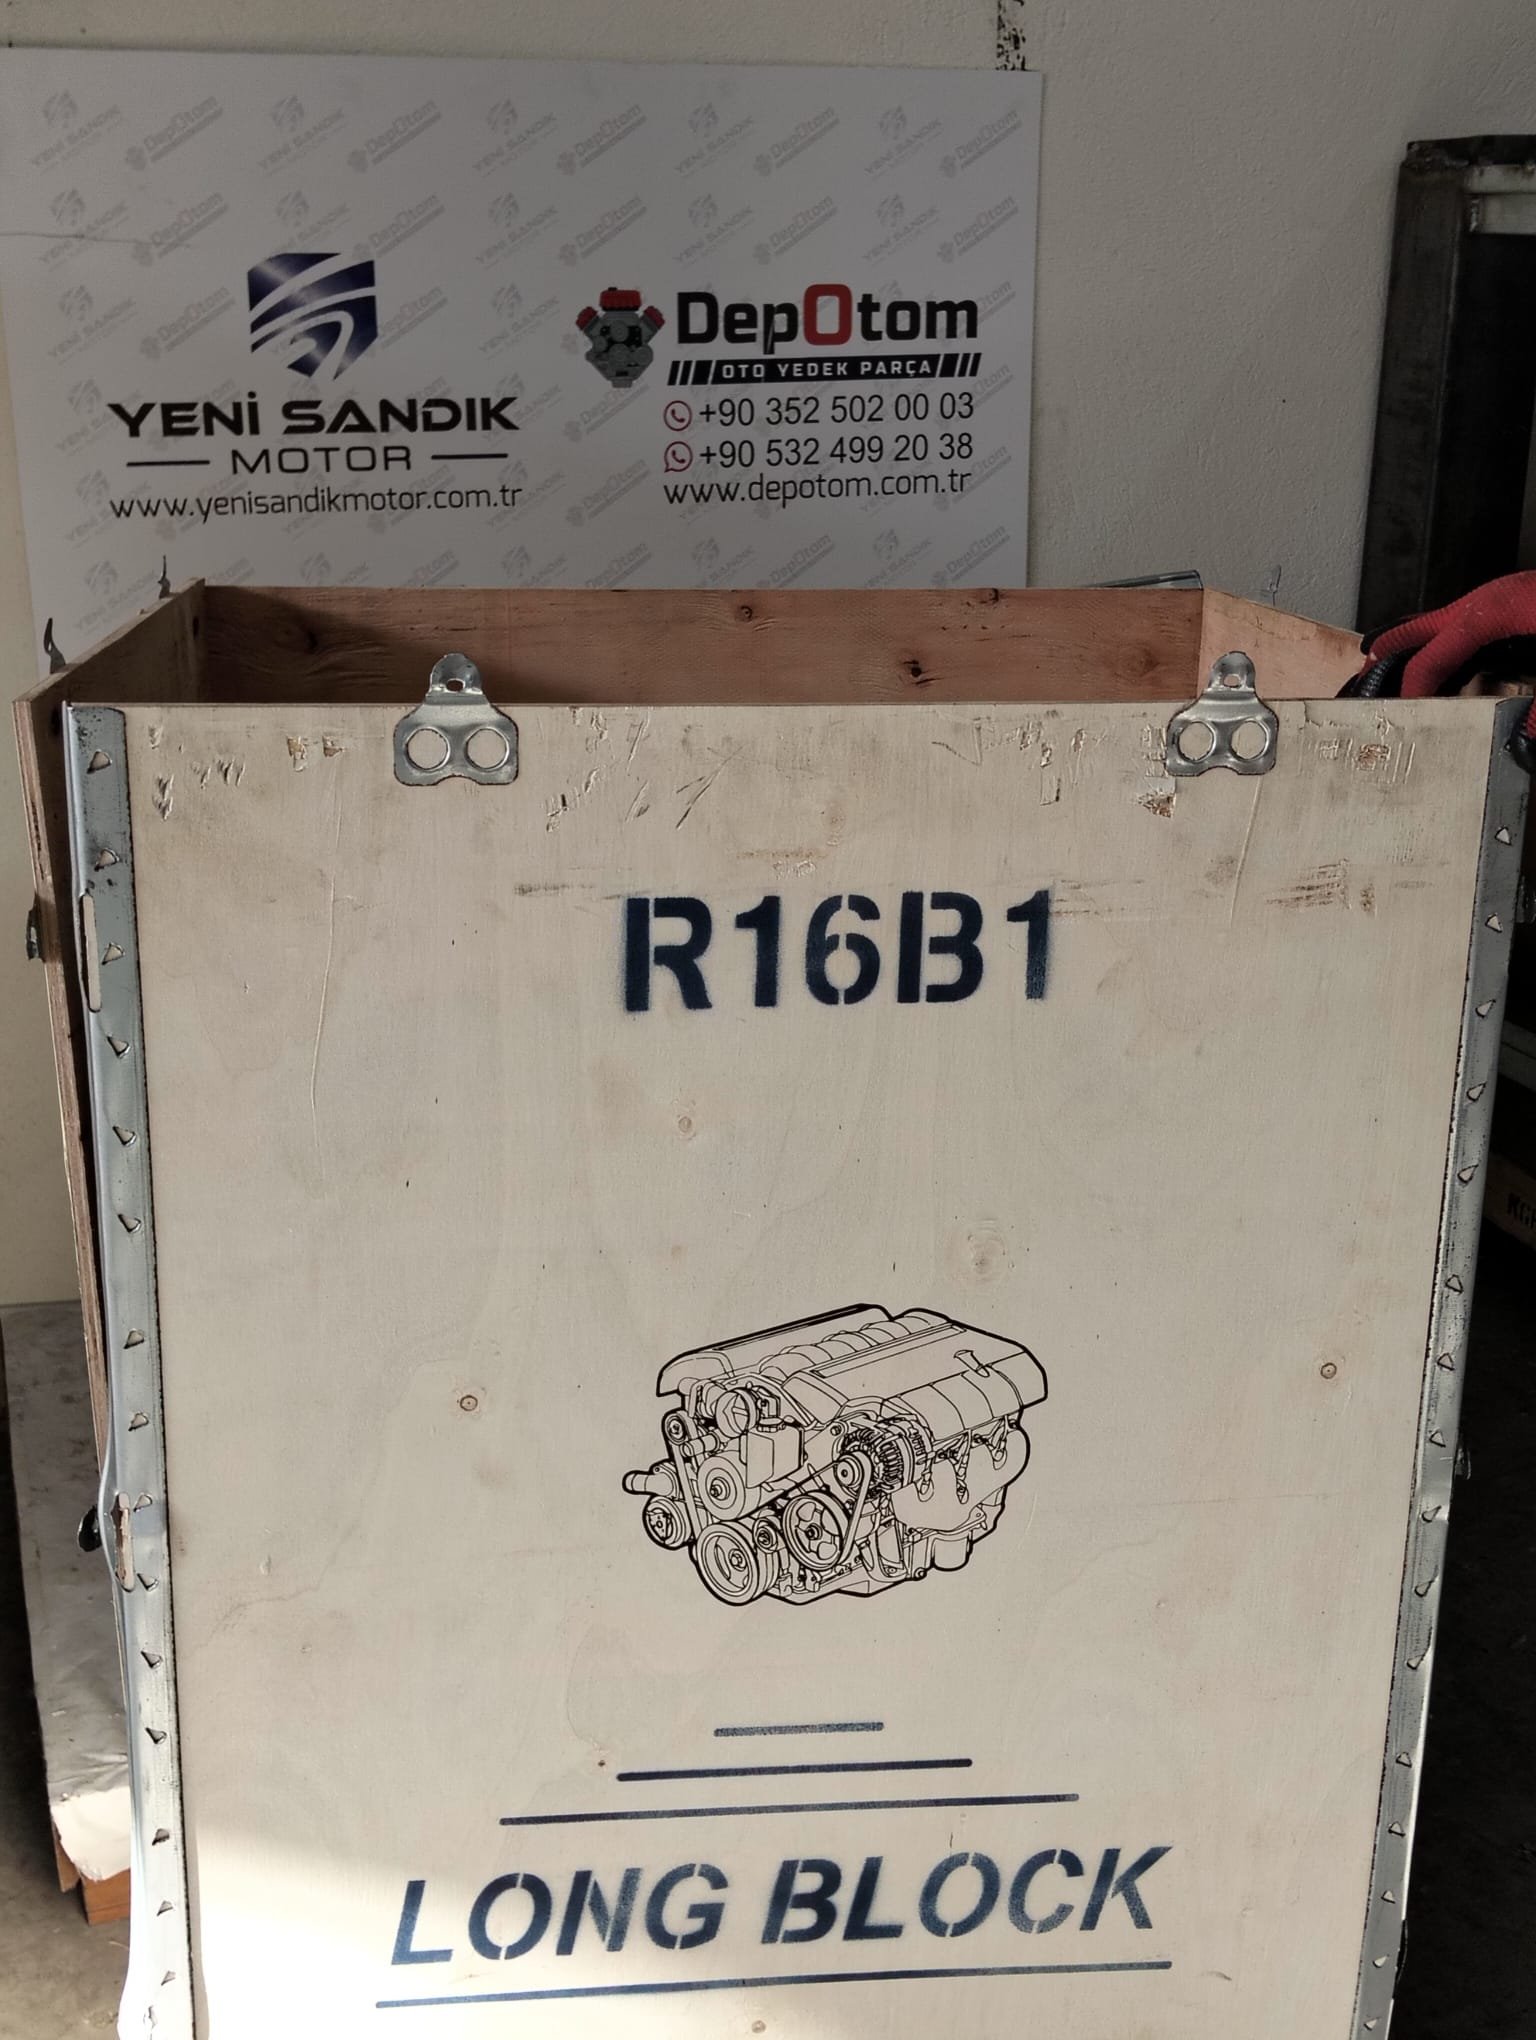 YENİ SANDIK
MOTOR
www.yenisandikmotor.com.tr
DepOtom
OTO YEDEK PARÇA
+90 352 502 00 03
+90 532 499 20 38
www.depotom.com.tr
R16B1
LONG BLOCK